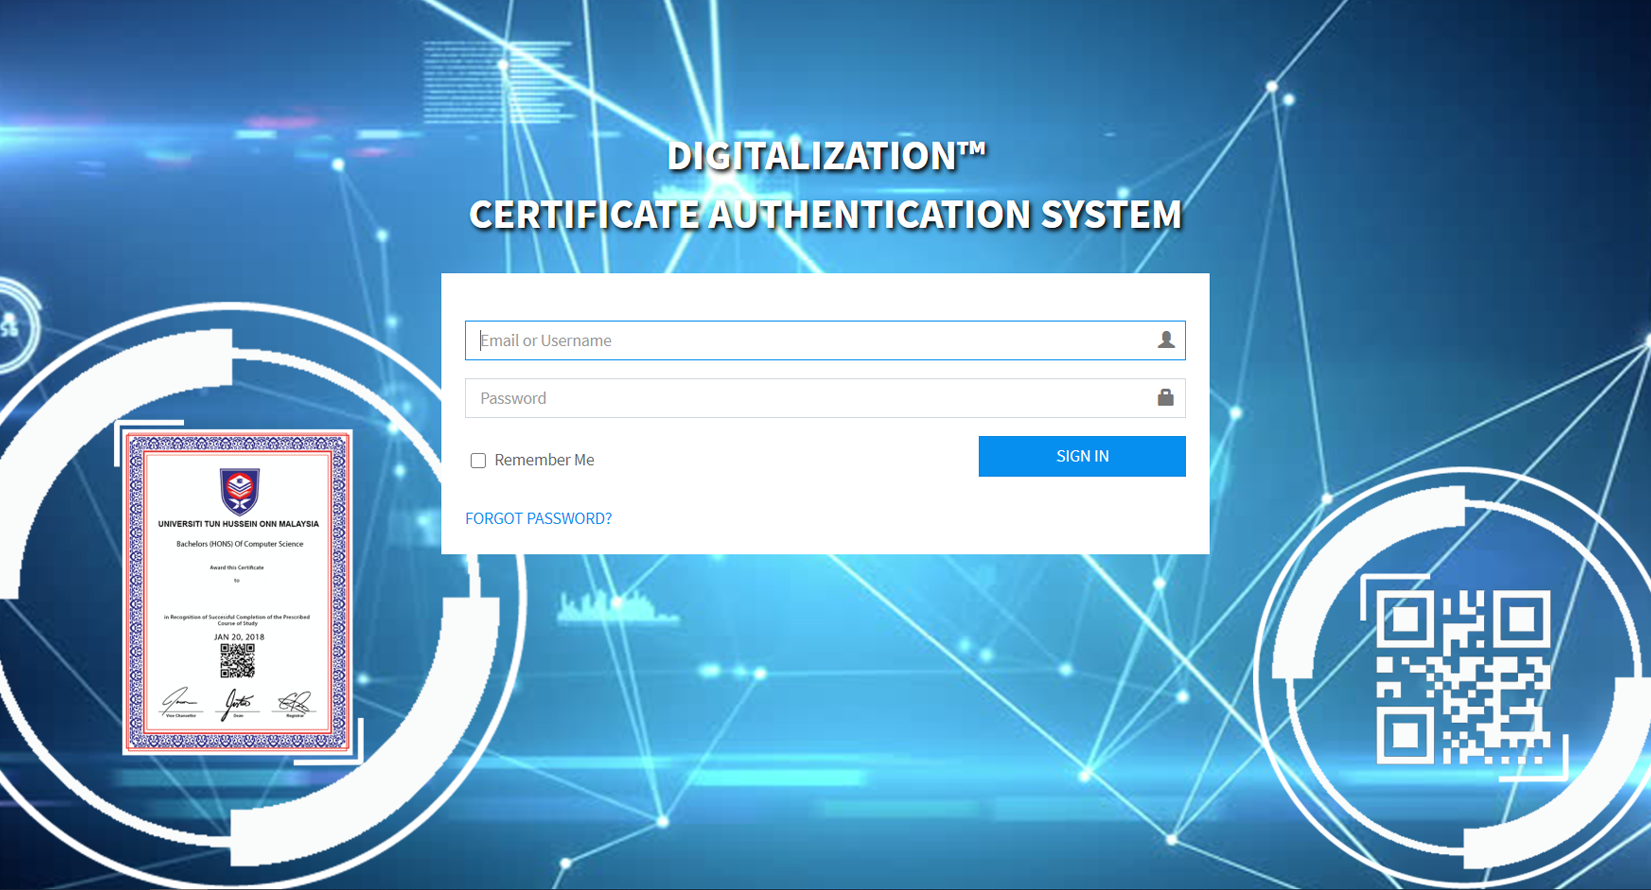 DIGITALIZATION™
CERTIFICATE AUTHENTICATION SYSTEM
Email or Username
Password
Remember Me
SIGN IN
FORGOT PASSWORD?
UNIVERSITI TUN HUSSEIN ONN MALAYSIA
Bachelors (HONS) Of Computer Science
Award this Certificate
to
in Recognition of Successful Completion of the Prescribed
Course of Study
JAN 20, 2018
Vice Chancellor
Dean
Registrar